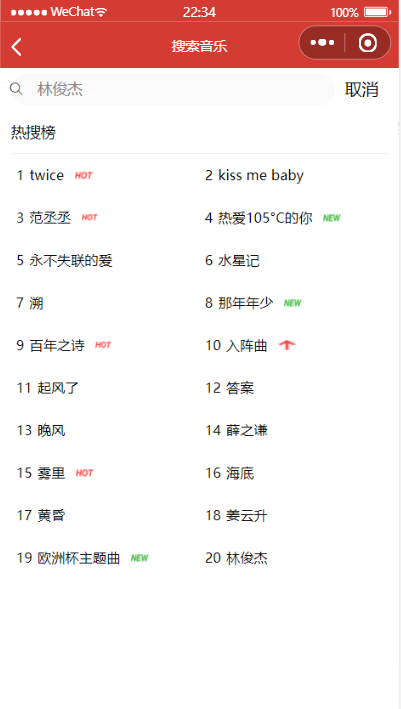 WeChat 22:34 100%
搜索音乐
林俊杰 取消
热搜榜
1 twice HOT 2 kiss me baby
3 范丞丞 HOT 4 热爱105°C的你 NEW
5 永不失联的爱 6 水星记
7 溯 8 那年年少 NEW
9 百年之诗 HOT 10 入阵曲
11 起风了 12 答案
13 晚风 14 薛之谦
15 雾里 HOT 16 海底
17 黄昏 18 姜云升
19 欧洲杯主题曲 NEW 20 林俊杰